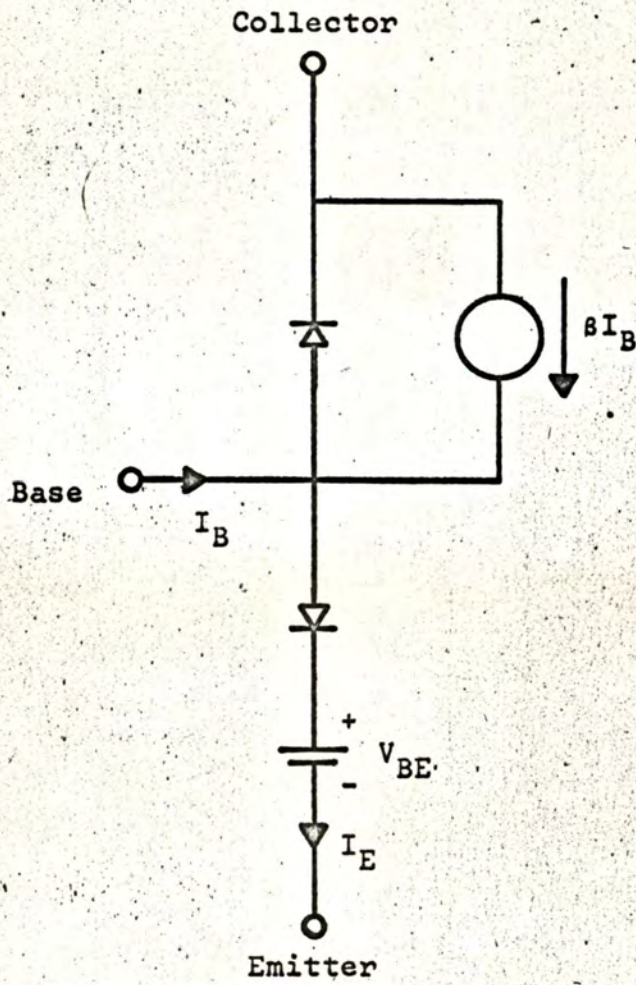 Collector
βI_B
Base
I_B
+
V_BE
-
I_E
Emitter